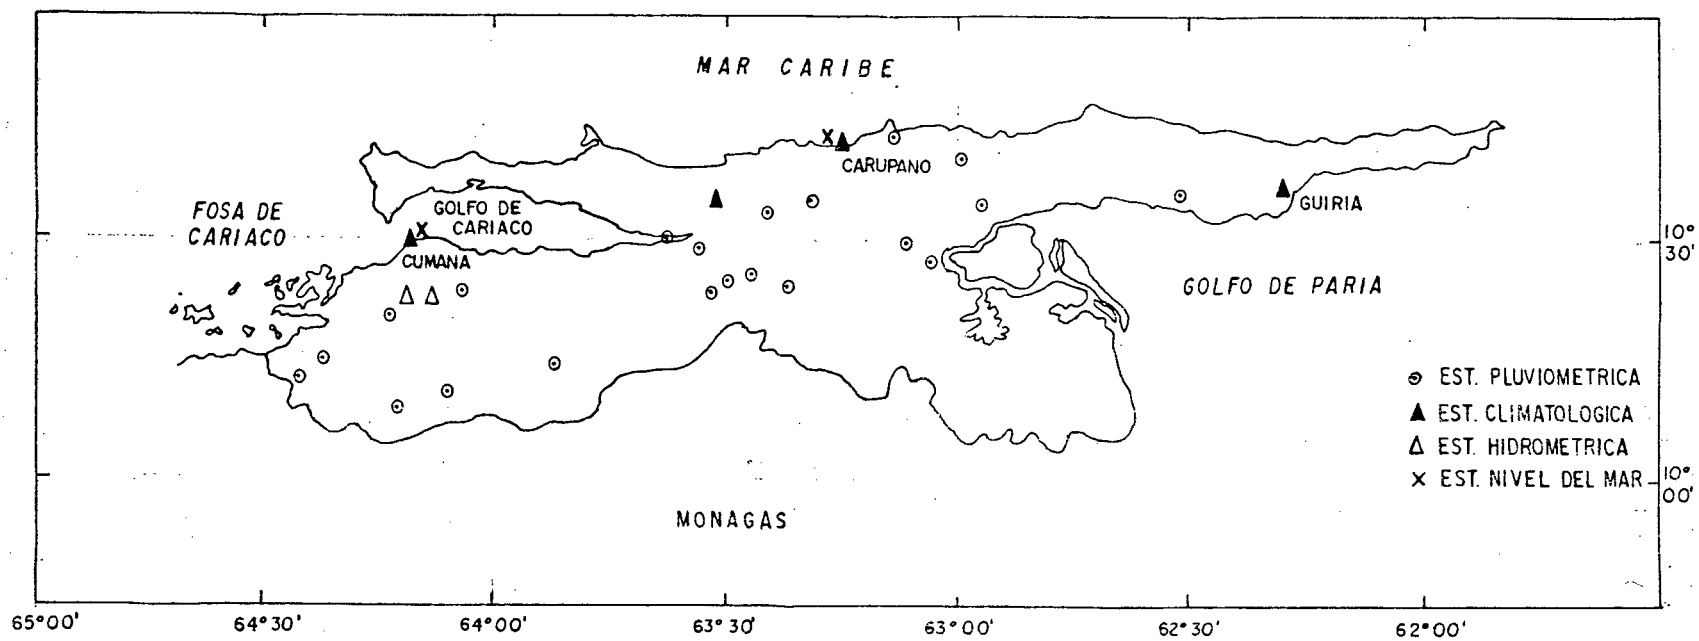 MAR CARIBE
CARUPANO
GUIRIA
FOSA DE
CARIACO
GOLFO DE
CARIACO
CUMANA
10°
30'
GOLFO DE PARIA
EST. PLUVIOMETRICA
EST. CLIMATOLOGICA
EST. HIDROMETRICA
EST. NIVEL DEL MAR
10°
00'
MONAGAS
65°00' 64°30' 64°00' 63°30' 63°00' 62°30' 62°00'